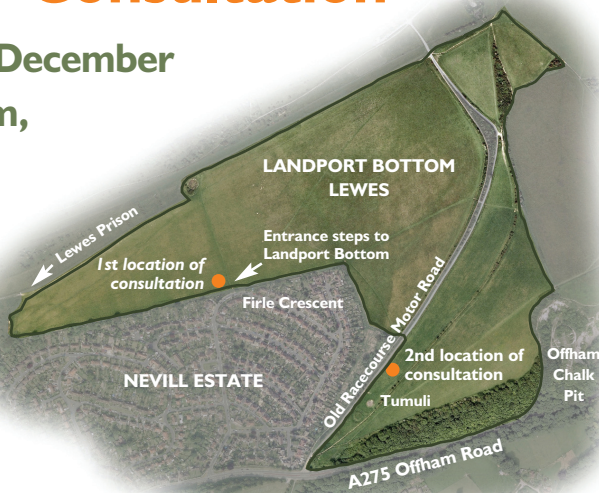 Consultation
December
LANDPORT BOTTOM
LEWES
Lewes Prison
1st location of
consultation
Entrance steps to
Landport Bottom
Firle Crescent
NEVILL ESTATE
Old Racecourse Motor Road
2nd location of
consultation
Tumuli
Offham
Chalk
Pit
A275 Offham Road